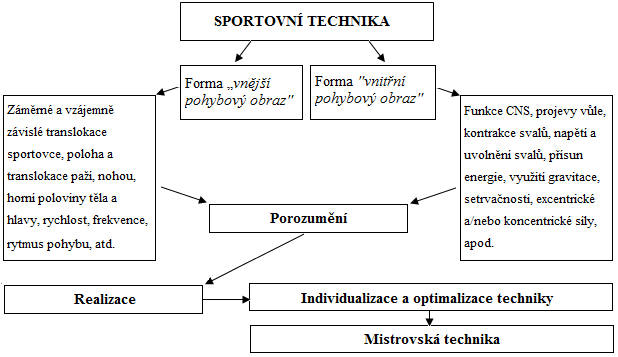 SPORTOVNÍ TECHNIKA
Forma „vnější
pohybový obraz"
Forma "vnitřní
pohybový obraz"
Záměrné a vzájemně
závislé translokace
sportovce, poloha a
translokace paží, nohou,
horní poloviny těla a
hlavy, rychlost, frekvence,
rytmus pohybu, atd.
Funkce CNS, projevy vůle,
kontrakce svalů, napětí a
uvolnění svalů, přísun
energie, využití gravitace,
setrvačnosti, excentrické
a/nebo koncentrické síly,
apod.
Porozumění
Realizace
Individualizace a optimalizace techniky
Mistrovská technika